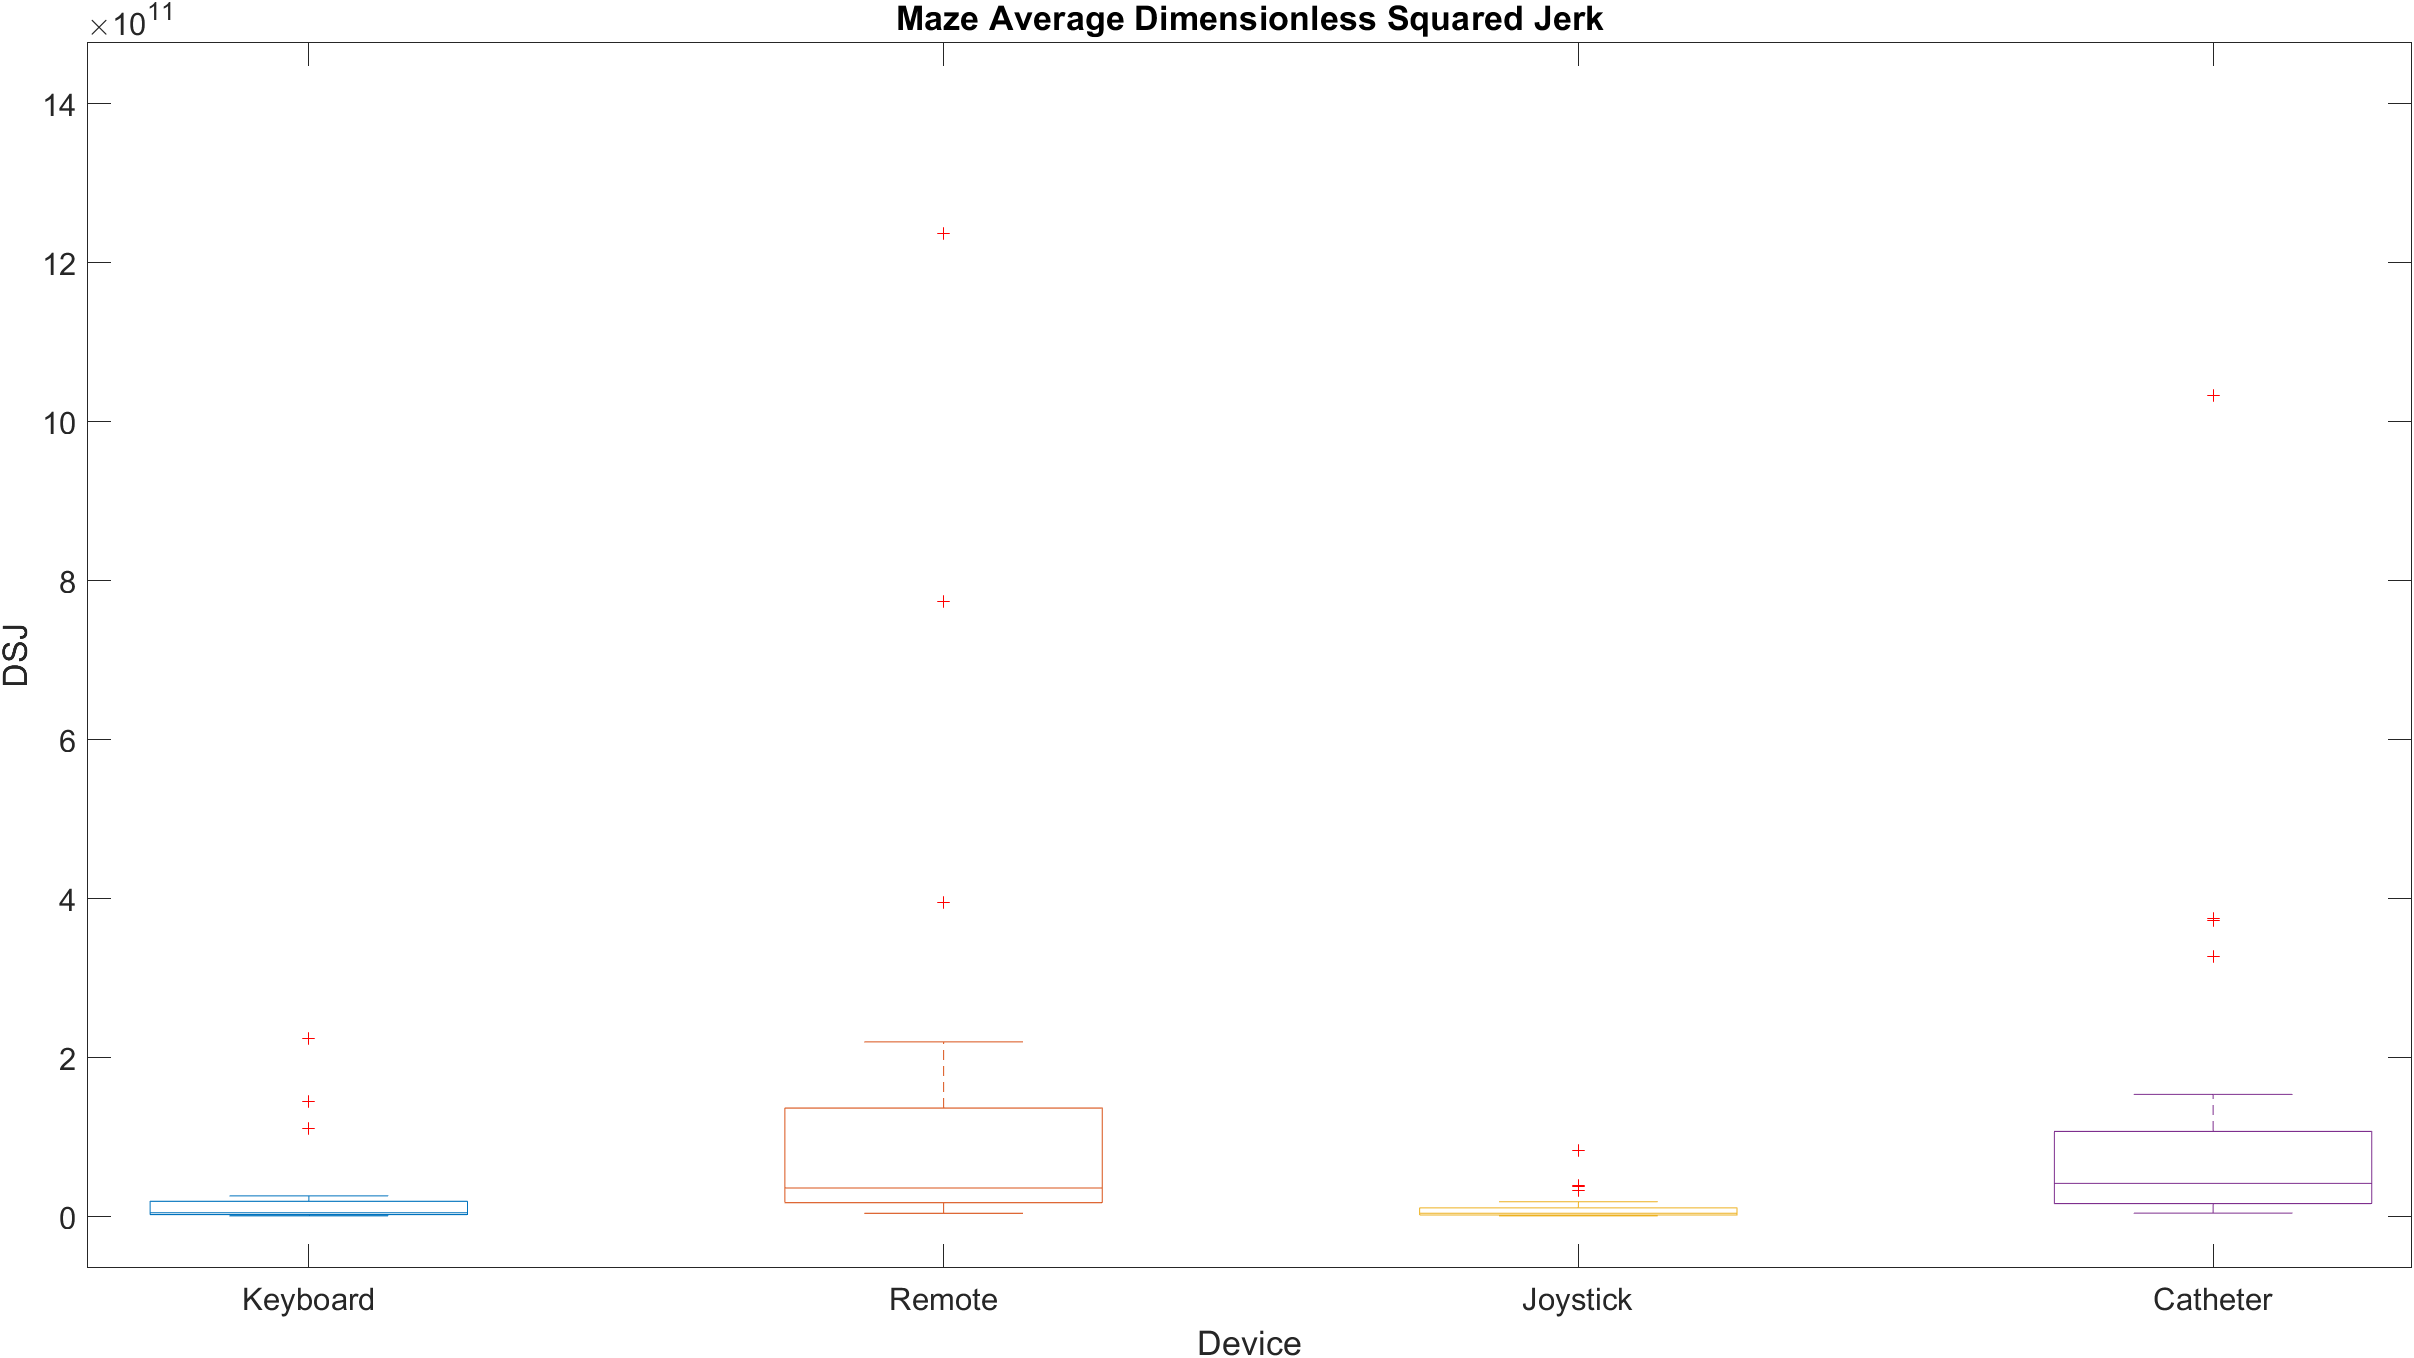 Maze Average Dimensionless Squared Jerk
×10^11
14
12
10
8
6
4
2
0
DSJ
Keyboard Remote Joystick Catheter
Device